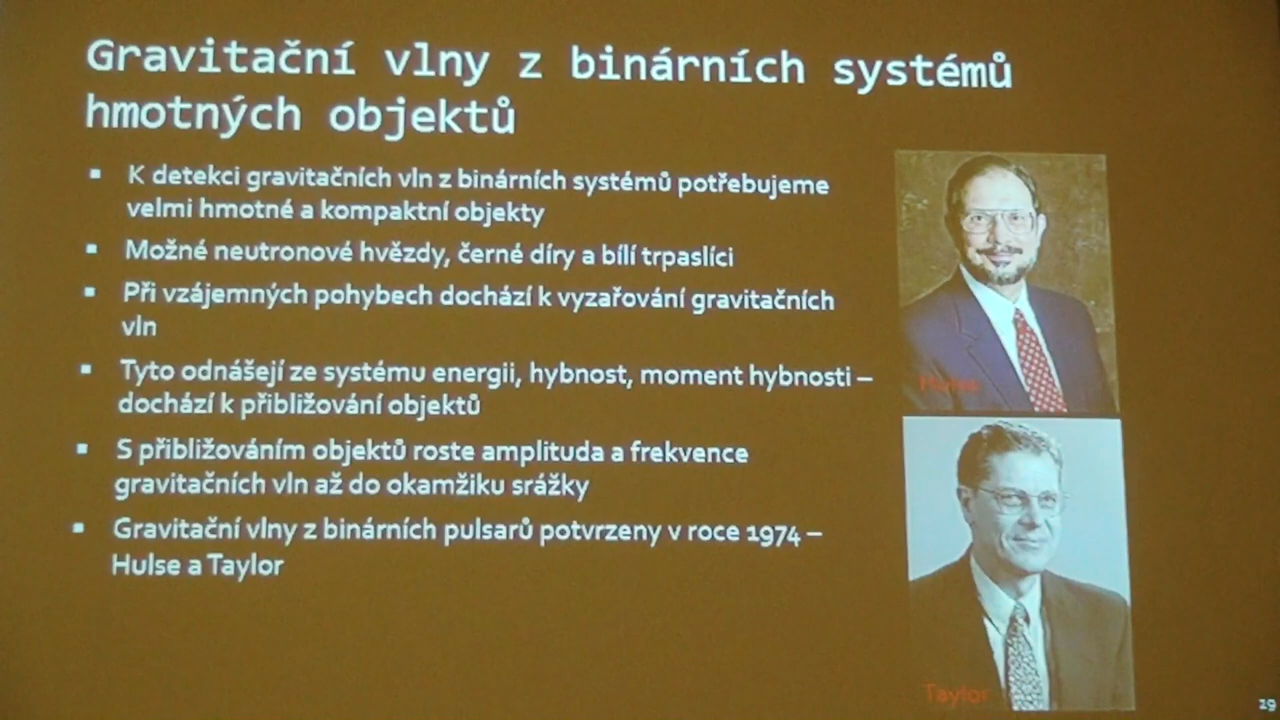 Gravitační vlny z binárních systémů
hmotných objektů
▪ K detekci gravitačních vln z binárních systémů potřebujeme
velmi hmotné a kompaktní objekty
▪ Možné neutronové hvězdy, černé díry a bílí trpaslíci
▪ Při vzájemných pohybech dochází k vyzařování gravitačních
vln
▪ Tyto odnášejí ze systému energii, hybnost, moment hybnosti –
dochází k přibližování objektů
▪ S přibližováním objektů roste amplituda a frekvence
gravitačních vln až do okamžiku srážky
▪ Gravitační vlny z binárních pulsarů potvrzeny v roce 1974 –
Hulse a Taylor
Hulse
Taylor
29